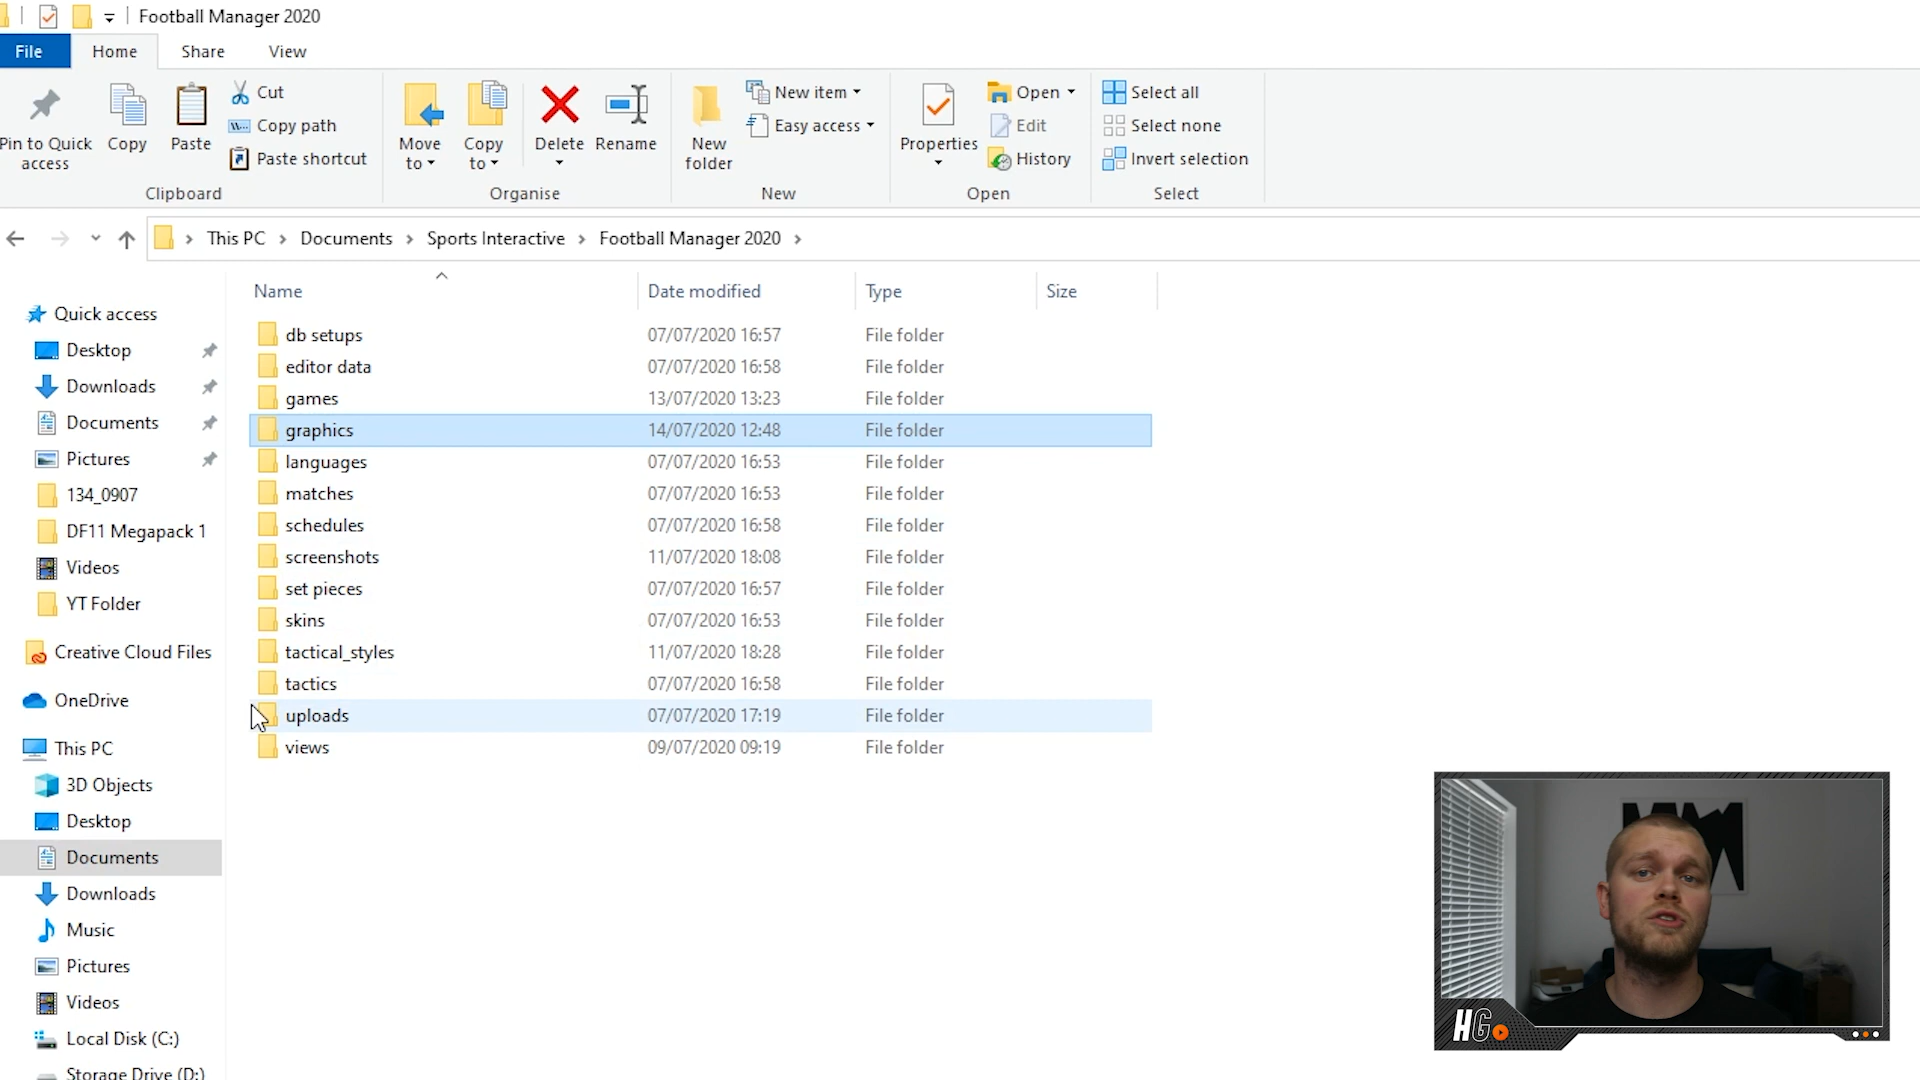 Football Manager 2020
File Home Share View
Pin to Quick access
Copy
Paste
Cut
Copy path
Paste shortcut
Clipboard
Move to
Copy to
Delete
Rename
Organise
New folder
New item
Easy access
New
Properties
Open
Edit
History
Open
Select all
Select none
Invert selection
Select
This PC > Documents > Sports Interactive > Football Manager 2020 >
Name Date modified Type Size
db setups 07/07/2020 16:57 File folder
editor data 07/07/2020 16:58 File folder
games 13/07/2020 13:23 File folder
graphics 14/07/2020 12:48 File folder
languages 07/07/2020 16:53 File folder
matches 07/07/2020 16:53 File folder
schedules 07/07/2020 16:58 File folder
screenshots 11/07/2020 18:08 File folder
set pieces 07/07/2020 16:57 File folder
skins 07/07/2020 16:53 File folder
tactical_styles 11/07/2020 18:28 File folder
tactics 07/07/2020 16:58 File folder
uploads 07/07/2020 17:19 File folder
views 09/07/2020 09:19 File folder
Quick access
Desktop
Downloads
Documents
Pictures
134_0907
DF11 Megapack 1
Videos
YT Folder
Creative Cloud Files
OneDrive
This PC
3D Objects
Desktop
Documents
Downloads
Music
Pictures
Videos
Local Disk (C:)
Storage Drive (D:)
HG